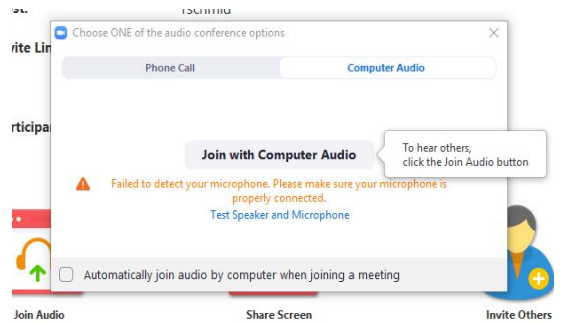 Choose ONE of the audio conference options
vite Lin
Phone Call
Computer Audio
rticipa
Join with Computer Audio
To hear others,
click the Join Audio button
Failed to detect your microphone. Please make sure your microphone is
properly connected.
Test Speaker and Microphone
Automatically join audio by computer when joining a meeting
Join Audio
Share Screen
Invite Others